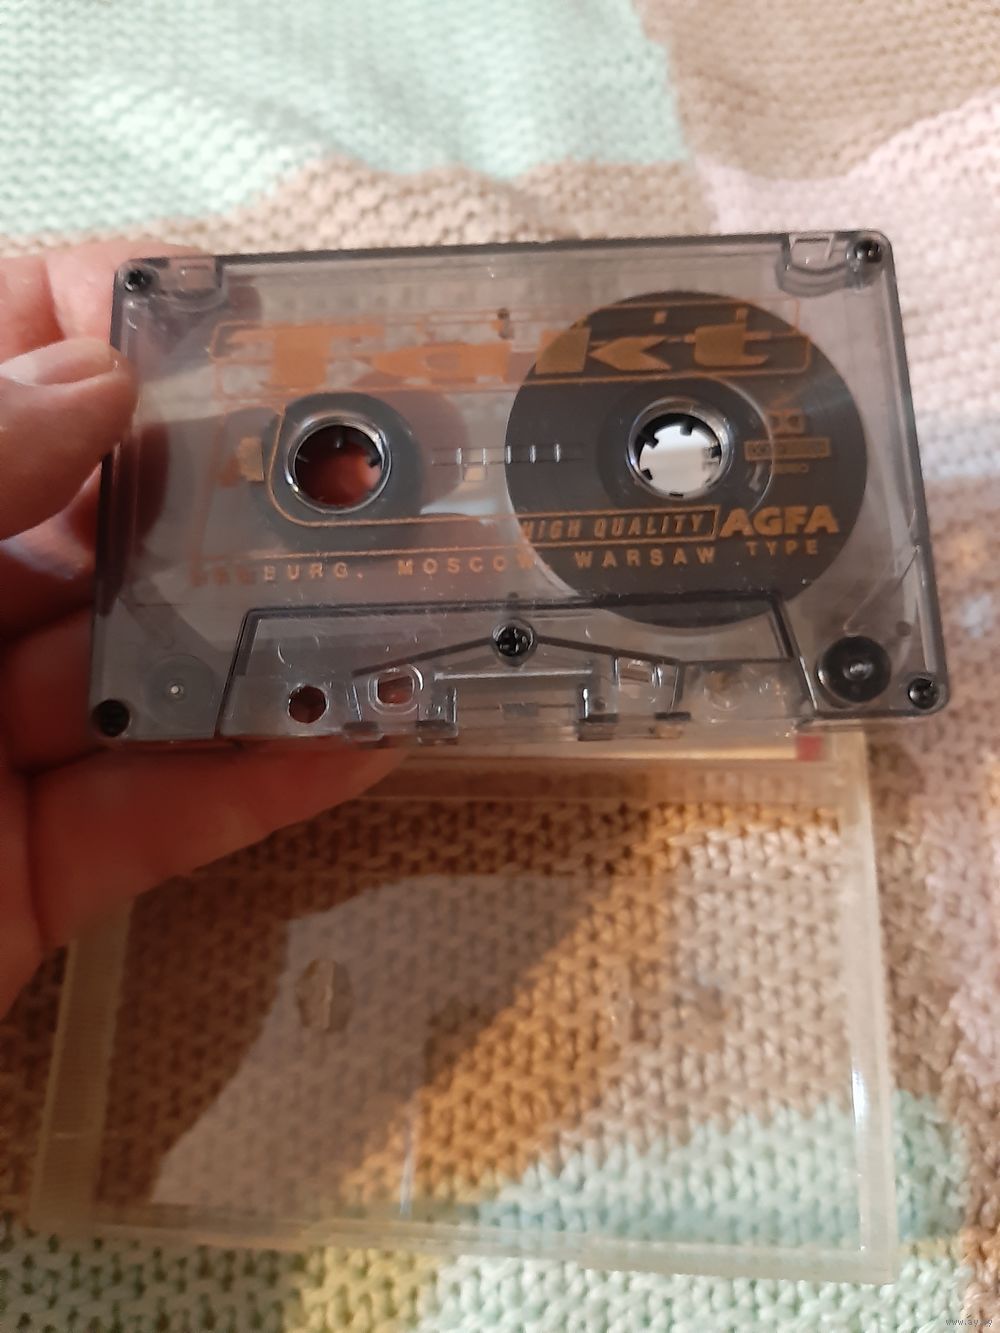 Takt
A
HIGH QUALITY AGFA
BURG. MOSCOW WARSAW TYPE